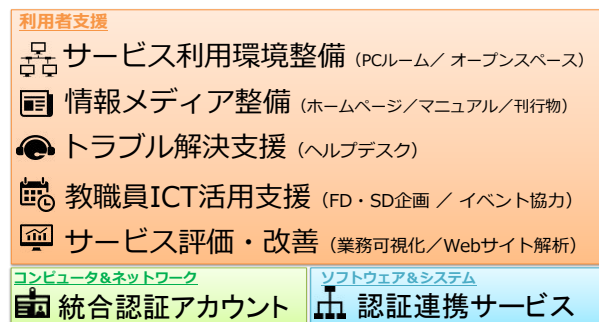 利用者支援
サービス利用環境整備（PCルーム／ オープンスペース）
情報メディア整備（ホームページ／マニュアル／刊行物）
トラブル解決支援（ヘルプデスク）
教職員ICT活用支援（FD・SD企画 ／ イベント協力）
サービス評価・改善（業務可視化／Webサイト解析）
コンピュータ&ネットワーク
統合認証アカウント
ソフトウェア&システム
認証連携サービス